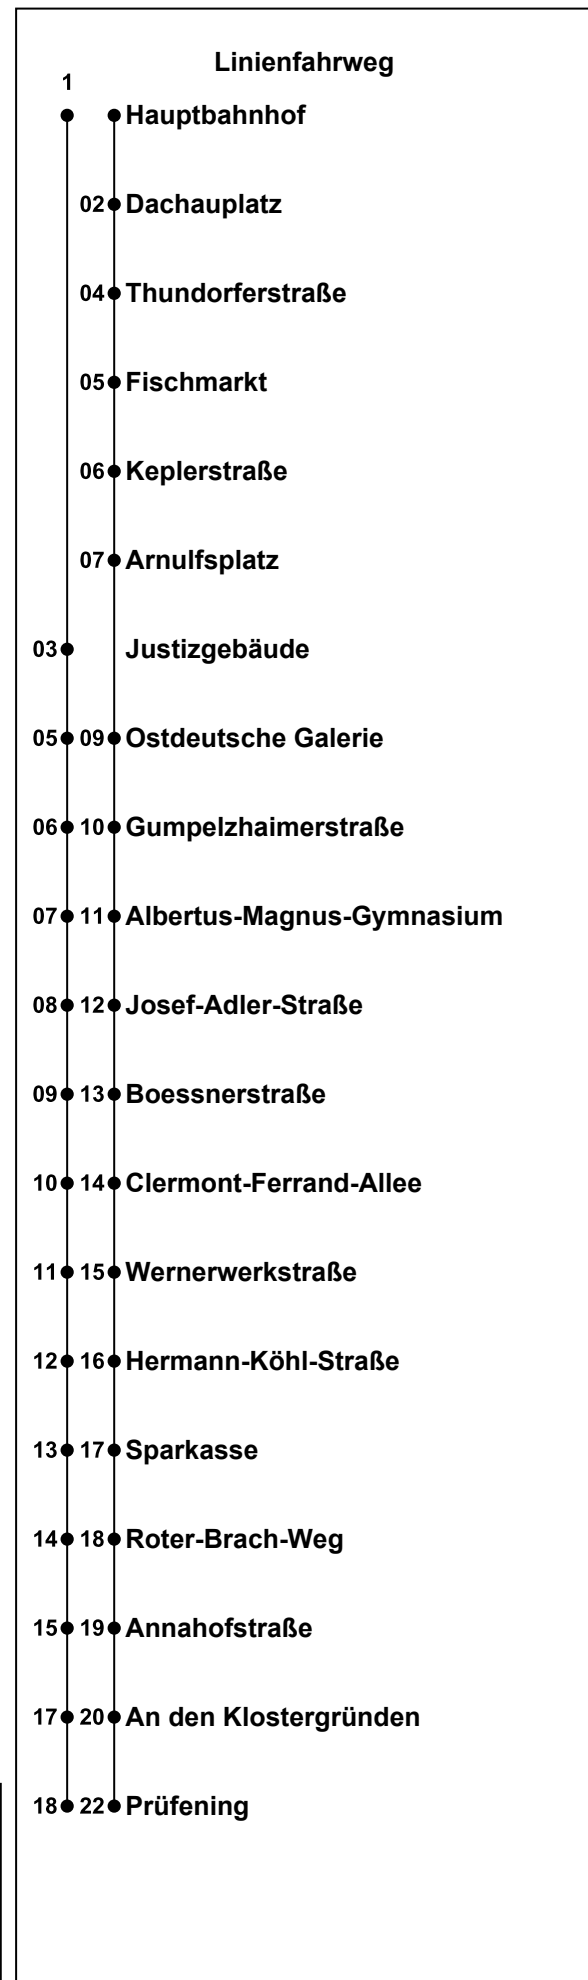 Linienfahrweg
1
Hauptbahnhof
02 Dachauplatz
04 Thundorferstraße
05 Fischmarkt
06 Keplerstraße
07 Arnulfsplatz
03 Justizgebäude
05 09 Ostdeutsche Galerie
06 10 Gumpelzhaimerstraße
07 11 Albertus-Magnus-Gymnasium
08 12 Josef-Adler-Straße
09 13 Boessnerstraße
10 14 Clermont-Ferrand-Allee
11 15 Wernerwerkstraße
12 16 Hermann-Köhl-Straße
13 17 Sparkasse
14 18 Roter-Brach-Weg
15 19 Annahofstraße
17 20 An den Klostergründen
18 22 Prüfening